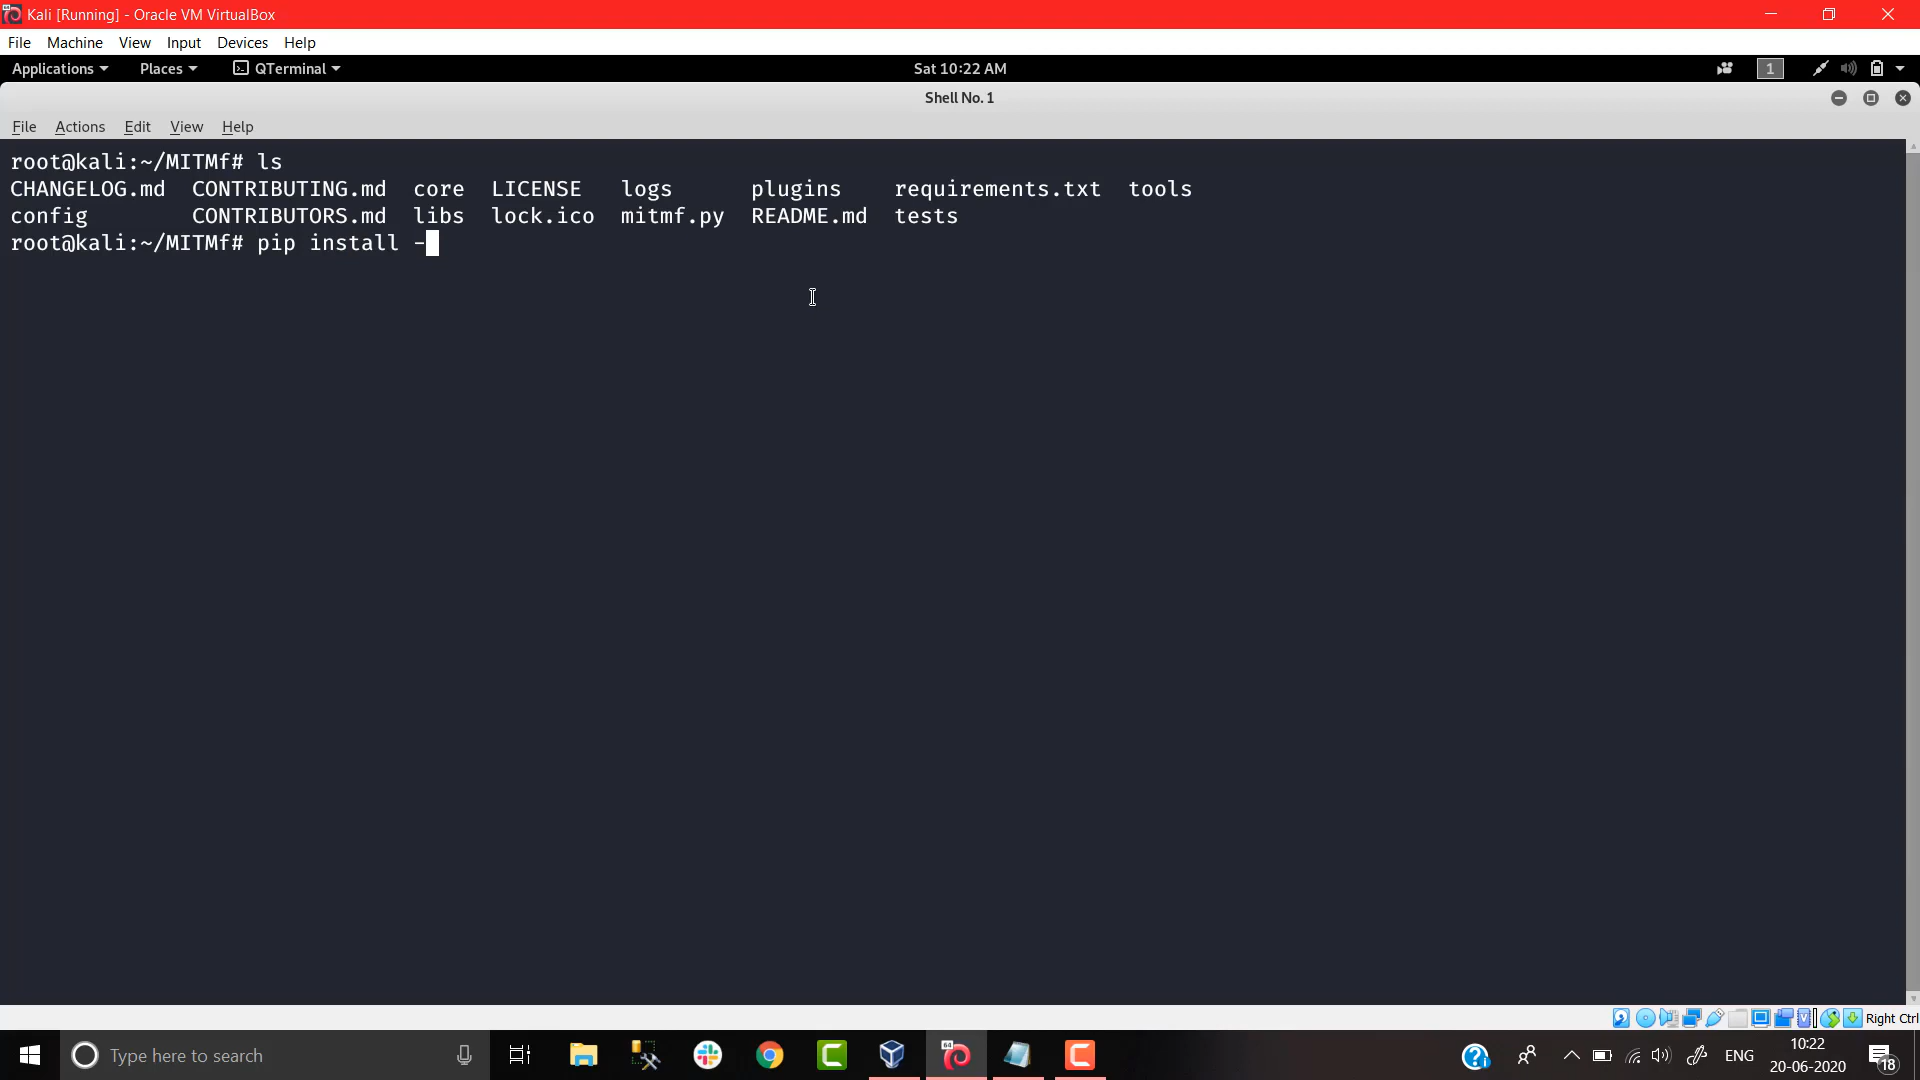 Kali [Running] - Oracle VM VirtualBox
File Machine View Input Devices Help
Applications Places QTerminal Sat 10:22 AM 1
Shell No. 1
File Actions Edit View Help
root@kali:~/MITMf# ls
CHANGELOG.md CONTRIBUTING.md core LICENSE logs plugins requirements.txt tools
config CONTRIBUTORS.md libs lock.ico mitmf.py README.md tests
root@kali:~/MITMf# pip install -
Right Ctrl
Type here to search
ENG
10:22
20-06-2020
18
64